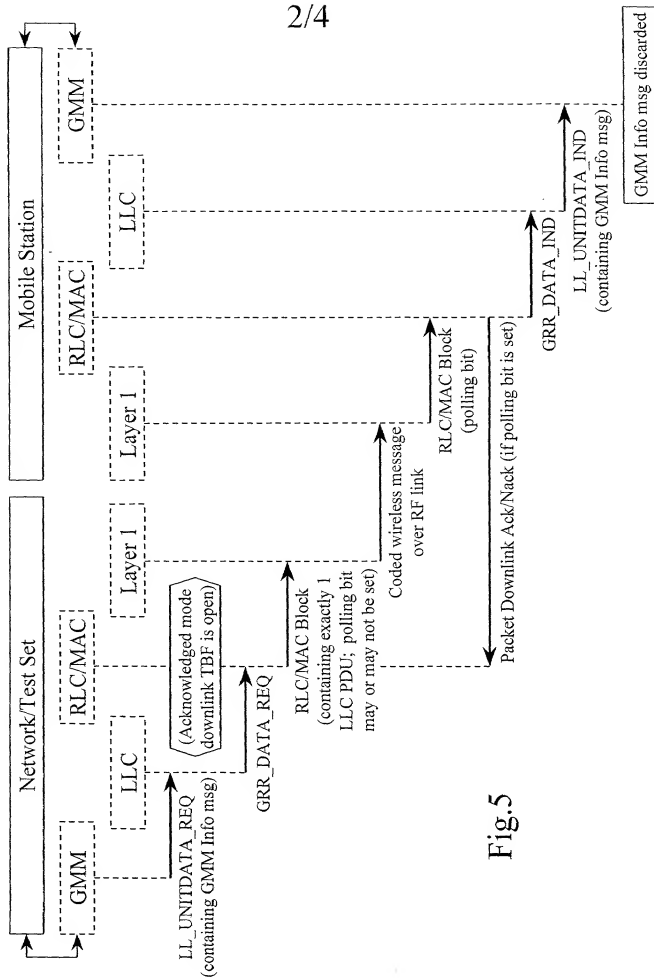 2/4
Network/Test Set
Mobile Station
GMM
LLC
RLC/MAC
Layer 1
Layer 1
RLC/MAC
LLC
GMM
LL_UNITDATA_REQ
(containing GMM Info msg)
(Acknowledged mode
downlink TBF is open)
GRR_DATA_REQ
RLC/MAC Block
(containing exactly 1
LLC PDU; polling bit
may or may not be set)
Coded wireless message
over RF link
RLC/MAC Block
(polling bit)
Packet Downlink Ack/Nack (if polling bit is set)
GRR_DATA_IND
LL_UNITDATA_IND
(containing GMM Info msg)
GMM Info msg discarded
Fig.5